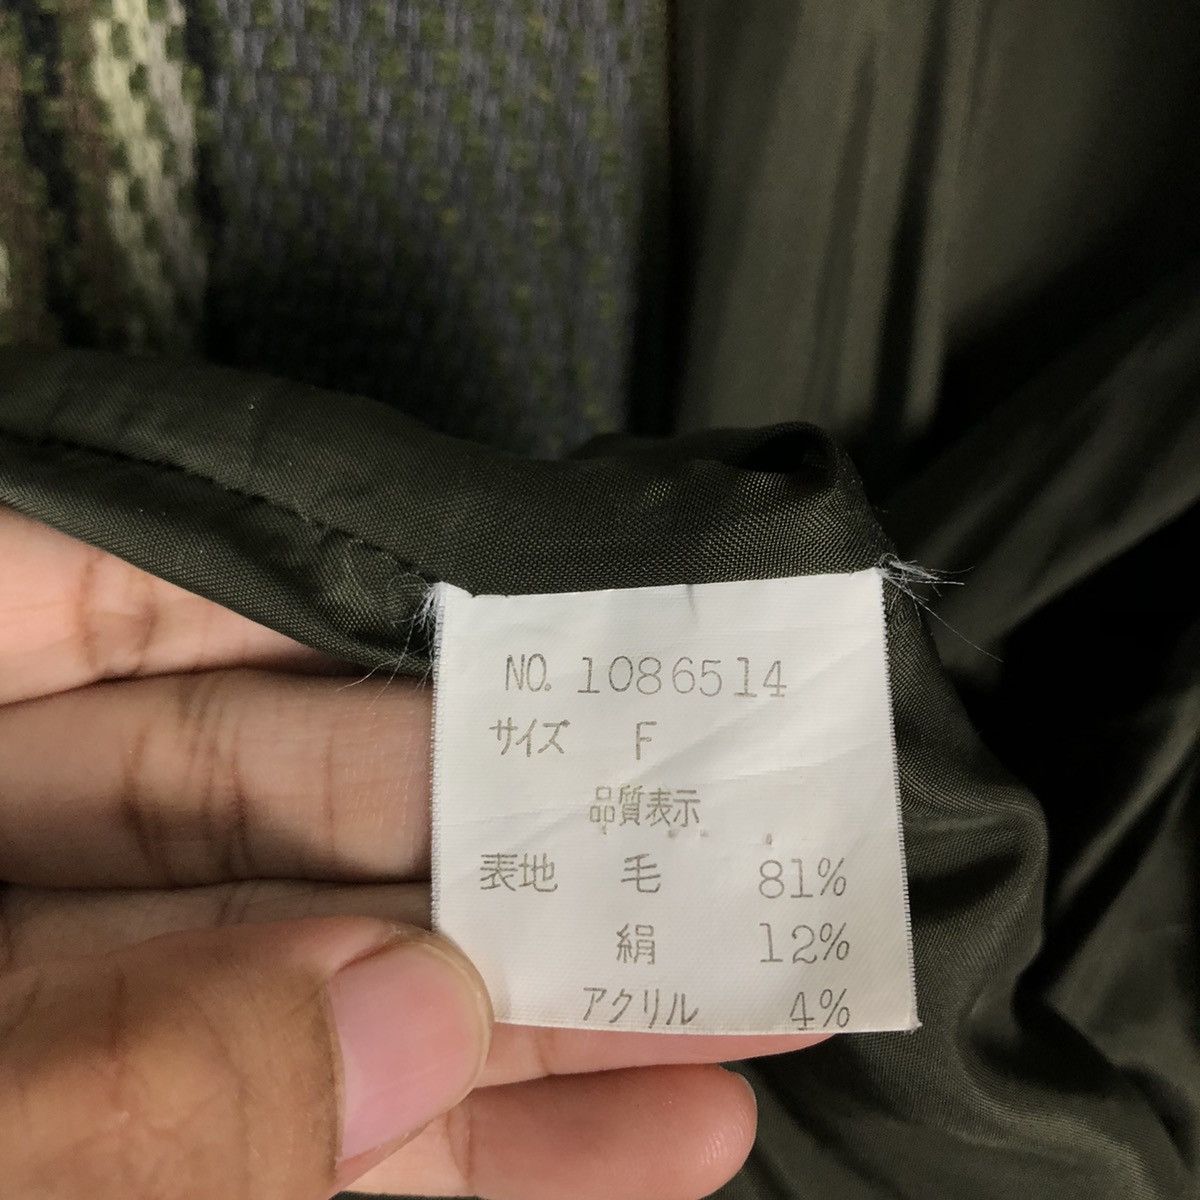 NO. 1086514
サイズ F
品質表示
表地 毛 81%
絹 12%
アクリル 4%